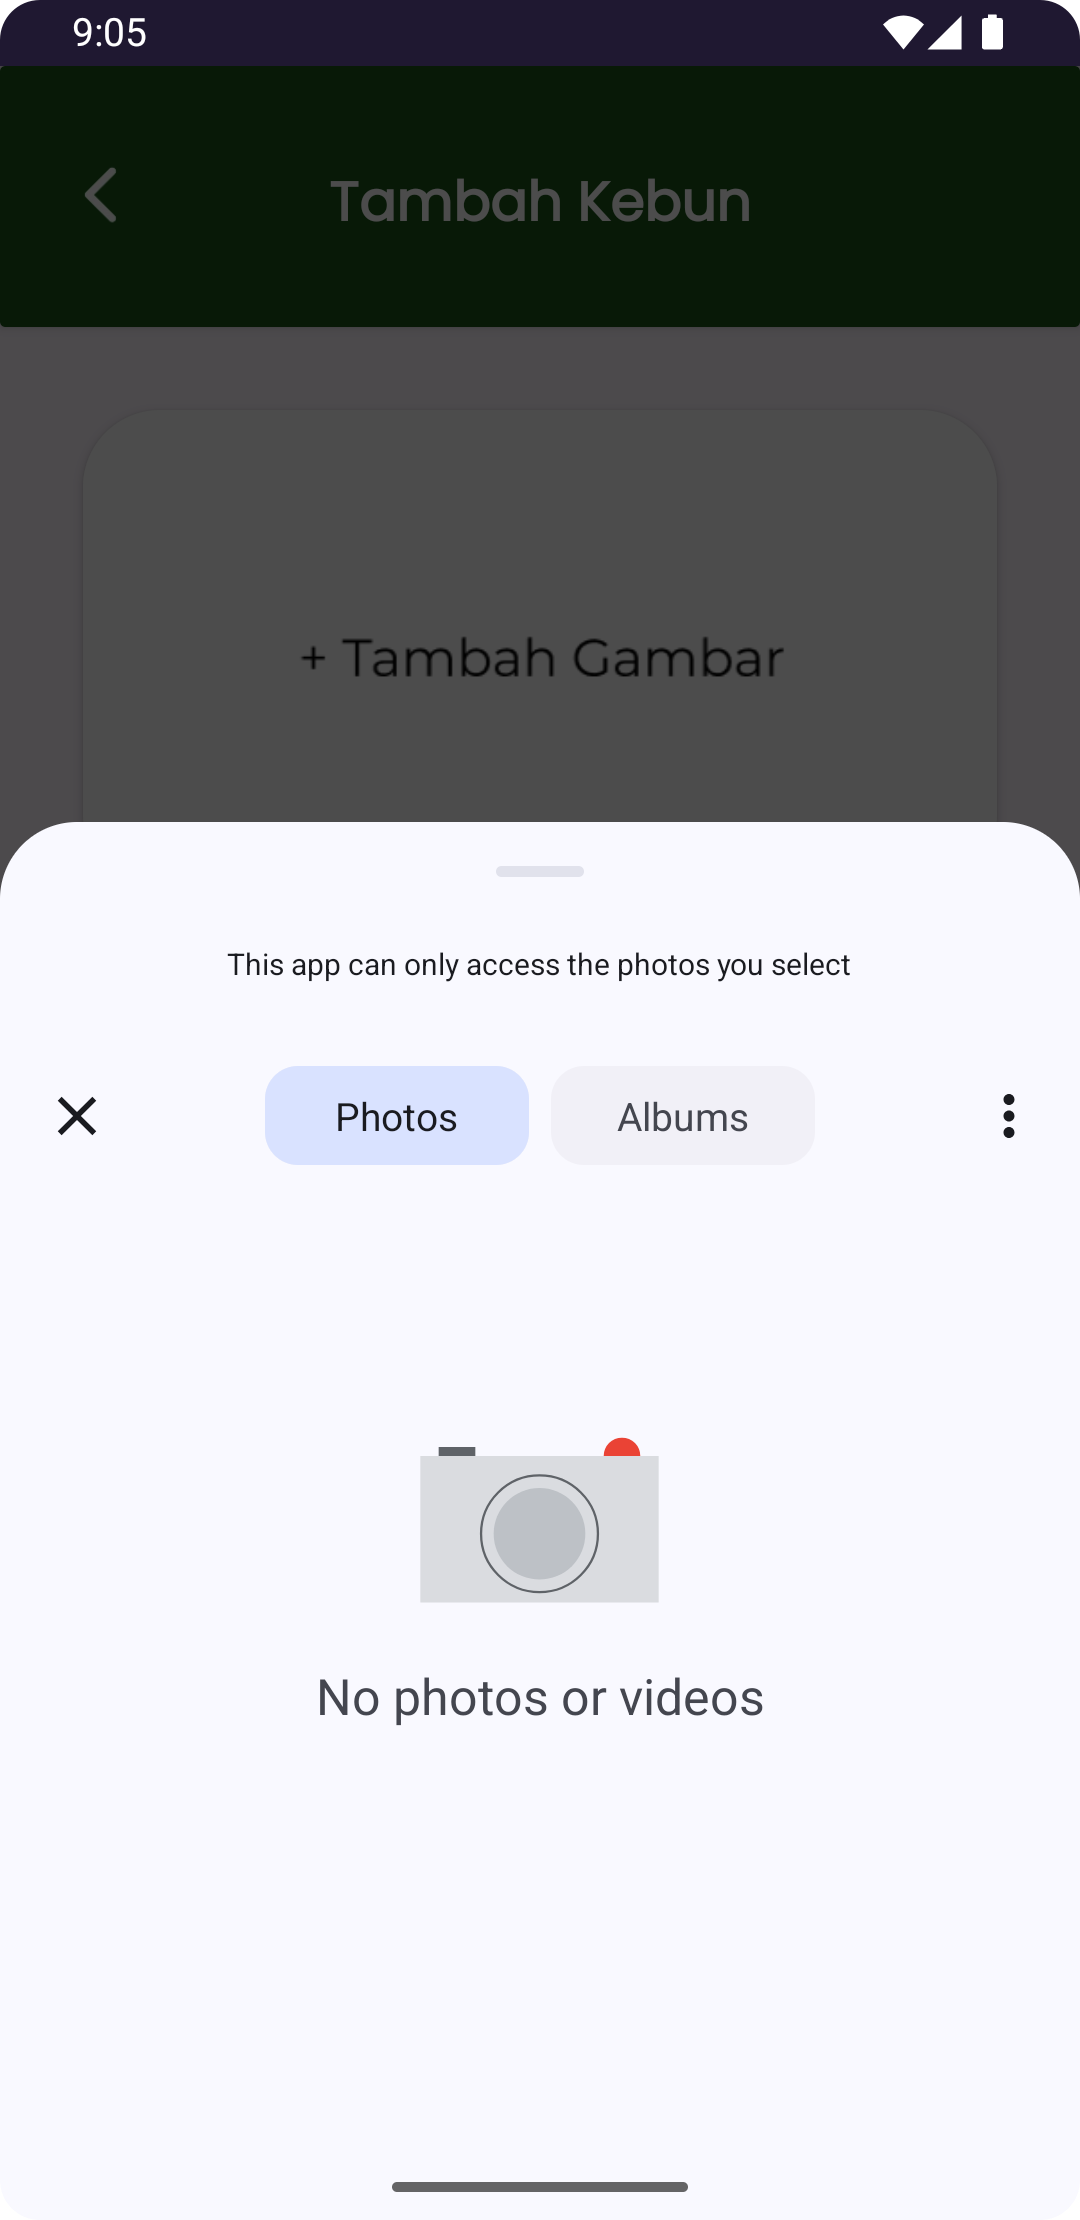 9:05
Tambah Kebun
+ Tambah Gambar
This app can only access the photos you select
Photos
Albums
No photos or videos